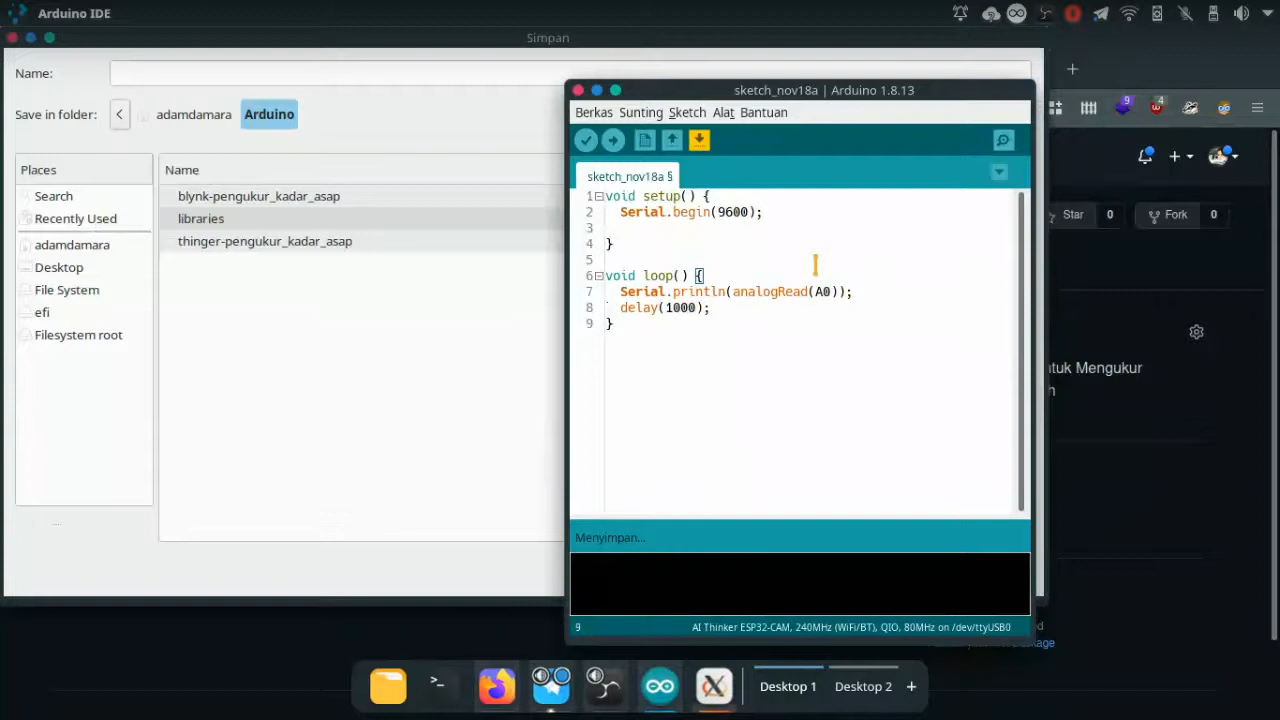 Arduino IDE
Simpan
Name:
Save in folder:
adamdamara
Arduino
Places
Name
Search
Recently Used
adamdamara
Desktop
File System
efi
Filesystem root
blynk-pengukur_kadar_asap
libraries
thinger-pengukur_kadar_asap
sketch_nov18a | Arduino 1.8.13
Berkas Sunting Sketch Alat Bantuan
sketch_nov18a §
1 void setup() {
2 Serial.begin(9600);
3
4 }
5
6 void loop() {
7 Serial.println(analogRead(A0));
8 delay(1000);
9 }
Menyimpan...
9
AI Thinker ESP32-CAM, 240MHz (WiFi/BT), QIO, 80MHz on /dev/ttyUSB0
9
4
Star 0
Fork 0
tuk Mengukur
h
d
package
Desktop 1
Desktop 2